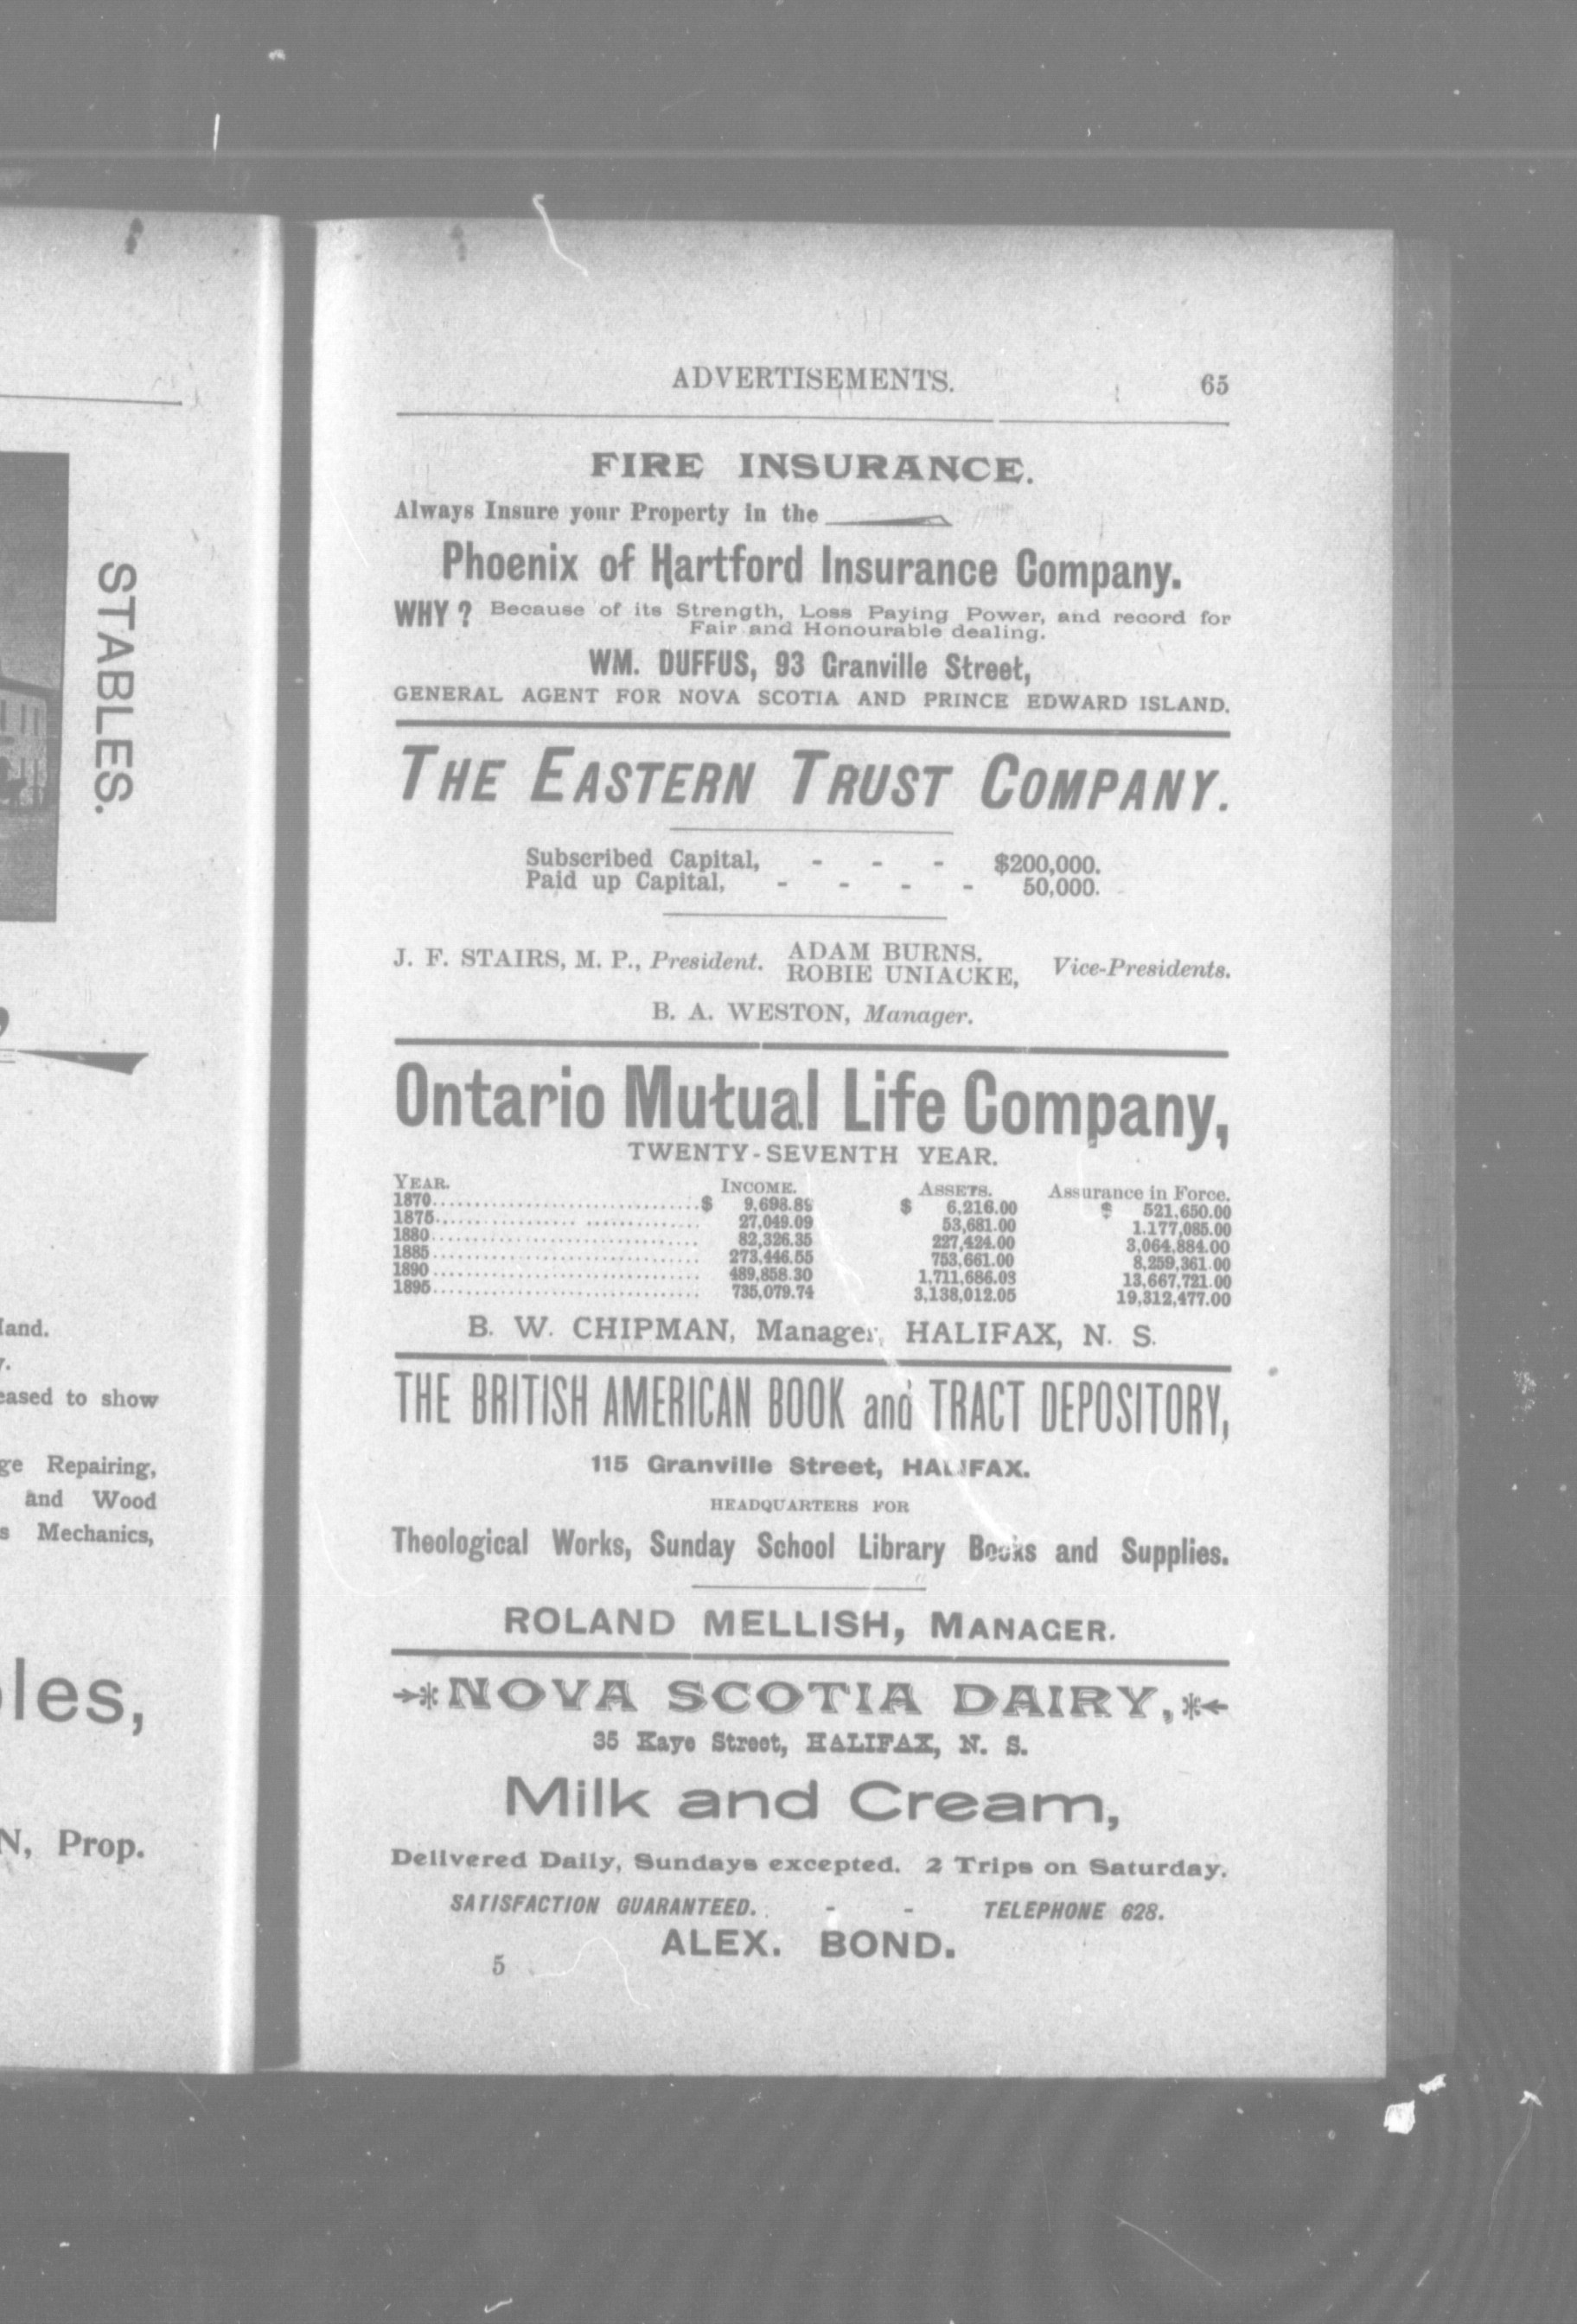 STABLES.
Hand.
eased to show
ge Repairing,
and Wood
s Mechanics,
les,
N, Prop.
ADVERTISEMENTS. 65
FIRE INSURANCE.
Always Insure your Property in the
Phoenix of Hartford Insurance Company.
WHY? Because of its Strength, Loss Paying Power, and record for
Fair and Honourable dealing.
WM. DUFFUS, 93 Granville Street,
GENERAL AGENT FOR NOVA SCOTIA AND PRINCE EDWARD ISLAND.
THE EASTERN TRUST COMPANY.
Subscribed Capital, - - - $200,000.
Paid up Capital, - - - - 50,000.
J. F. STAIRS, M. P., President. ADAM BURNS. Vice-Presidents.
ROBIE UNIACKE,
B. A. WESTON, Manager.
Ontario Mutual Life Company,
TWENTY-SEVENTH YEAR.
YEAR. INCOME. ASSETS. Assurance in Force.
1870 $ 9,698.89 $ 6,216.00 $ 521,650.00
1875 27,049.09 53,681.00 1.177,085.00
1880 82,326.35 227,424.00 3,064,884.00
1885 273,446.55 753,661.00 8,259,361.00
1890 489,858.30 1,711,686.03 13,667,721.00
1895 735,079.74 3,138,012.05 19,312,477.00
B. W. CHIPMAN, Manager, HALIFAX, N. S.
THE BRITISH AMERICAN BOOK and TRACT DEPOSITORY,
115 Granville Street, HALIFAX.
HEADQUARTERS FOR
Theological Works, Sunday School Library Books and Supplies.
ROLAND MELLISH, MANAGER.
NOVA SCOTIA DAIRY,
35 Kaye Street, HALIFAX, N. S.
Milk and Cream,
Delivered Daily, Sundays excepted. 2 Trips on Saturday.
SATISFACTION GUARANTEED. - - TELEPHONE 628.
ALEX. BOND.
5